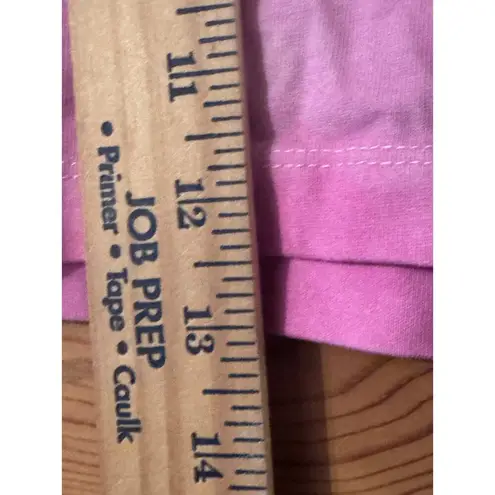 11
12
13
14
JOB PREP
• Primer • Tape • Caulk